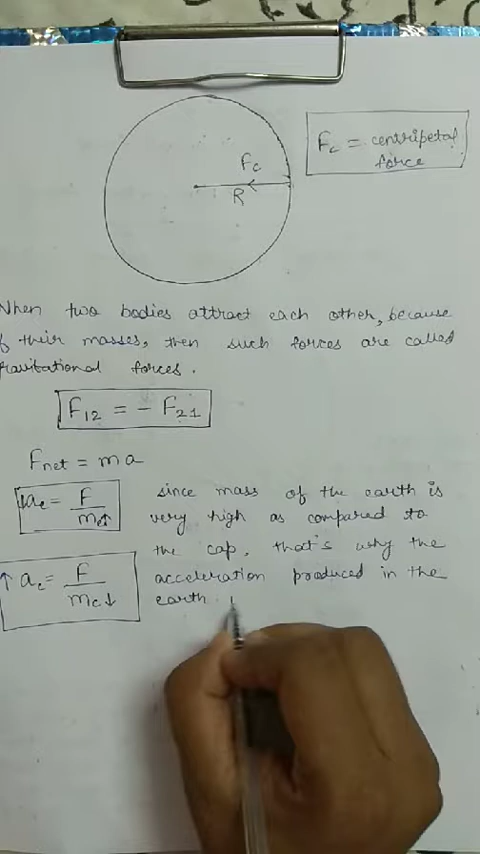 Fc = centripetal
force
Fc
R
When two bodies attract each other, because
of their masses, then such forces are called
gravitational forces.
F12 = - F21
Fnet = ma
↓ae = F/me↑
since mass of the earth is
very high as compared to
the cap, that's why the
↑ac = F/mc↓
acceleration produced in the
earth